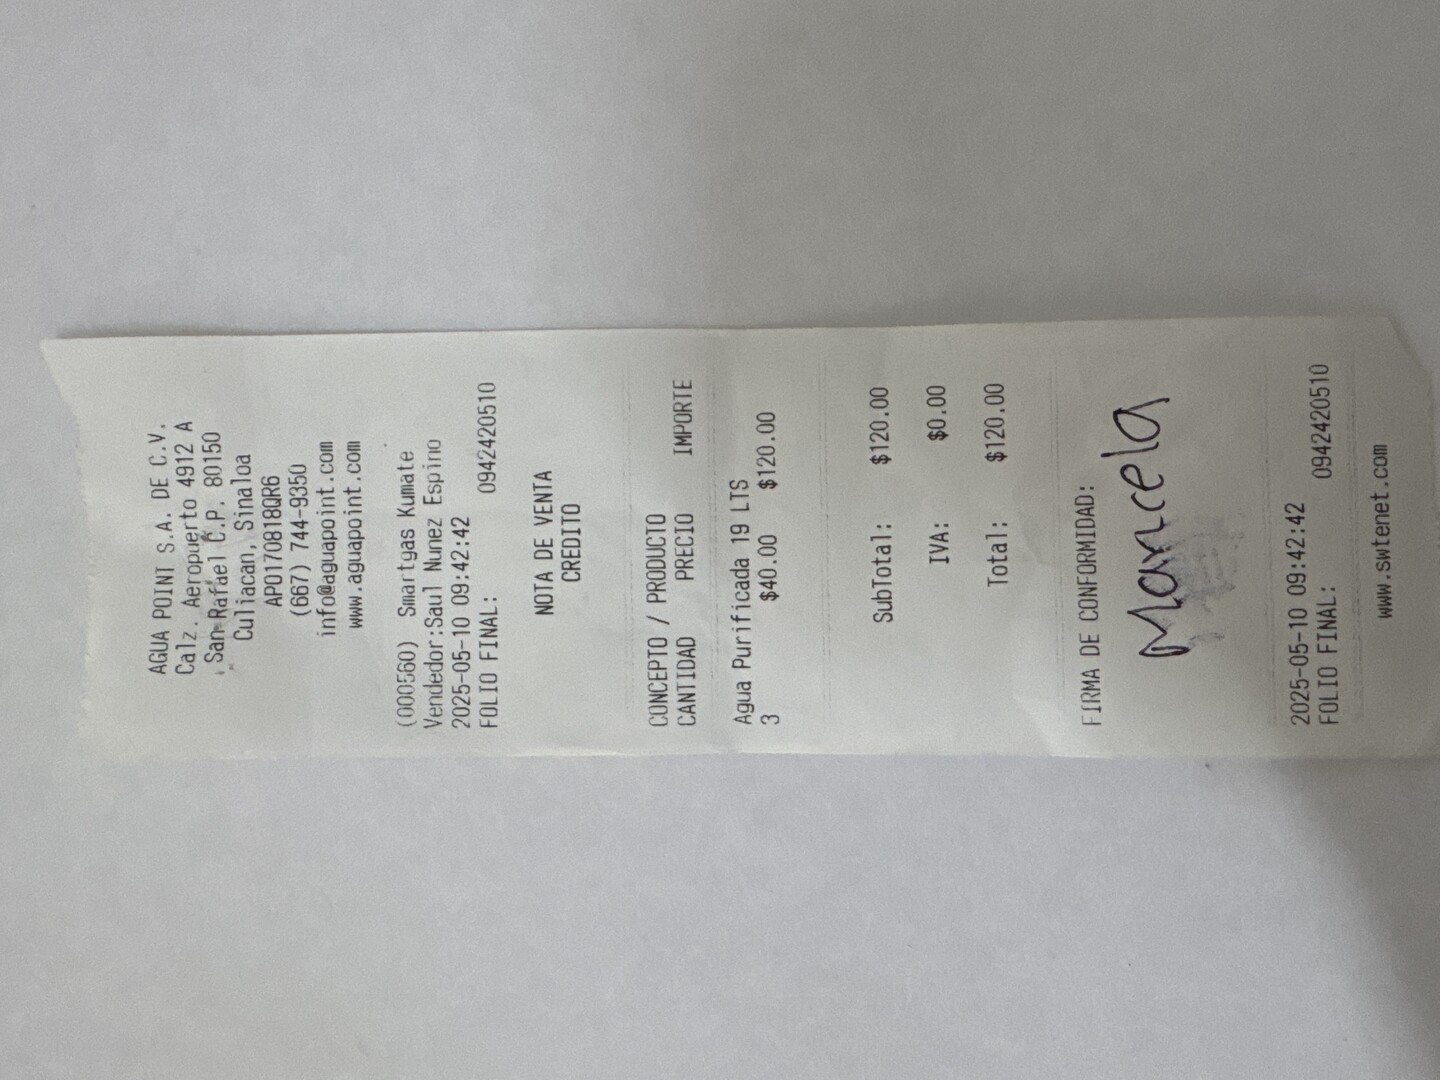 AGUA POINT S.A. DE C.V.
Calz. Aeropuerto 4912 A
San Rafael C.P. 80150
Culiacan, Sinaloa
APO170818QR6
(667) 744-9350
info@aguapoint.com
www.aguapoint.com
(000560) Smartgas Kumate
Vendedor:Saul Nunez Espino
2025-05-10 09:42:42
FOLIO FINAL: 0942420510
NOTA DE VENTA
CREDITO
CONCEPTO / PRODUCTO
CANTIDAD PRECIO IMPORTE
Agua Purificada 19 LTS
3 $40.00 $120.00
SubTotal: $120.00
IVA: $0.00
Total: $120.00
FIRMA DE CONFORMIDAD:
Marcela
2025-05-10 09:42:42
FOLIO FINAL: 0942420510
www.swtenet.com